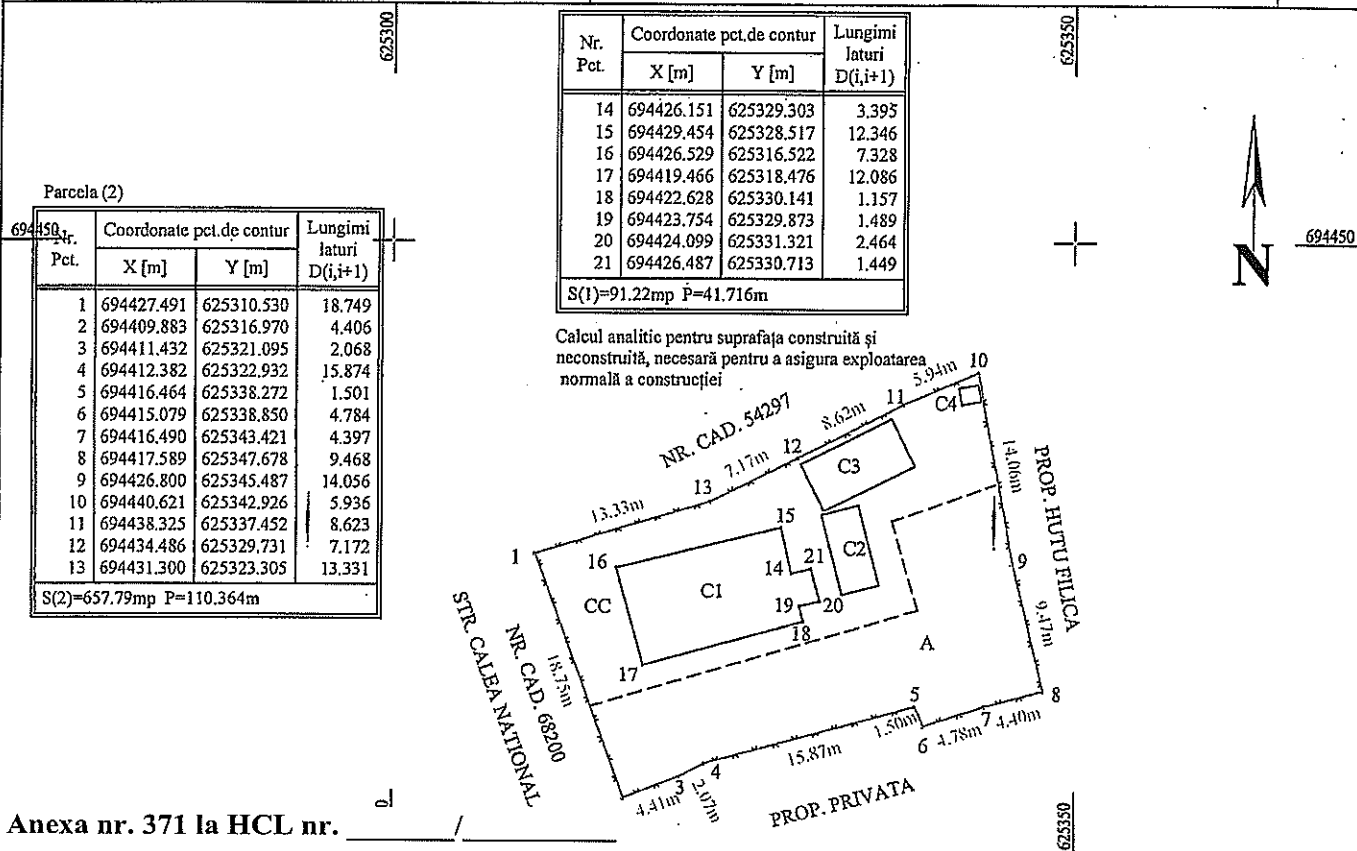 625300
625350
Nr. Pct. | Coordonate pct.de contur | Lungimi laturi D(i,i+1)
X [m] | Y [m]
14 694426.151 625329.303 3.395
15 694429.454 625328.517 12.346
16 694426.529 625316.522 7.328
17 694419.466 625318.476 12.086
18 694422.628 625330.141 1.157
19 694423.754 625329.873 1.489
20 694424.099 625331.321 2.464
21 694426.487 625330.713 1.449
S(1)=91.22mp P=41.716m
Parcela (2)
694450
Nr. Pct. | Coordonate pct.de contur | Lungimi laturi D(i,i+1)
X [m] | Y [m]
1 694427.491 625310.530 18.749
2 694409.883 625316.970 4.406
3 694411.432 625321.095 2.068
4 694412.382 625322.932 15.874
5 694416.464 625338.272 1.501
6 694415.079 625338.850 4.784
7 694416.490 625343.421 4.397
8 694417.589 625347.678 9.468
9 694426.800 625345.487 14.056
10 694440.621 625342.926 5.936
11 694438.325 625337.452 8.623
12 694434.486 625329.731 7.172
13 694431.300 625323.305 13.331
S(2)=657.79mp P=110.364m
N
694450
Calcul analitic pentru suprafața construită și
neconstruită, necesară pentru a asigura exploatarea
normală a construcției
10
5.94m
11
C4
8.62m
NR. CAD. 54297
12
7.17m
C3
14.06m
PROP. HUTU FILICA
13
13.33m
15
1
16
14
21
C2
9
CC
C1
19
20
18
9.47m
A
17
STR. CALEA NATIONAL
NR. CAD. 68200
18.75m
5
8
1.50m
6
4.78m
7
4.40m
15.87m
4
3
4.41m
2.07m
PROP. PRIVATA
0
625350
Anexa nr. 371 la HCL nr. ________/____________